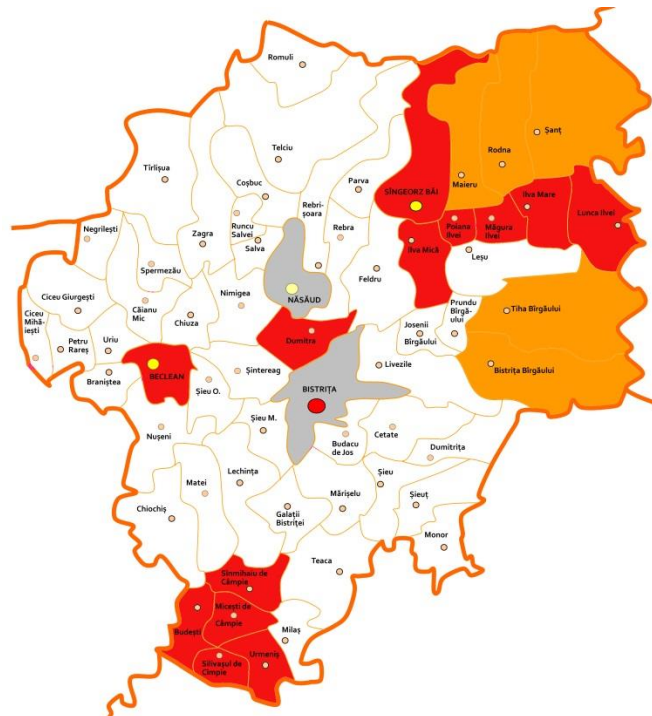 Romuli
Șanț
Telciu
Rodna
Tîrlișua
Maieru
Parva
SÎNGEORZ BĂI
Coșbuc
Rebri-
șoara
Ilva Mare
Lunca Ilvei
Runcu
Salvei
Rebra
Poiana
Ilvei
Măgura
Ilvei
Negrilești
Zagra
Salva
Ilva Mică
Leșu
Spermezău
Feldru
Ciceu Giurgești
Căianu
Mic
Nimigea
NĂSĂUD
Prundu
Bîrgă-
ului
Tiha Bîrgăului
Ciceu
Mihă-
iești
Chiuza
Petru
Rareș
Uriu
Dumitra
Josenii
Bîrgăului
Livezile
Bistrița Bîrgăului
Braniștea
BECLEAN
Șintereag
BISTRIȚA
Șieu O.
Șieu M.
Nușeni
Budacu
de Jos
Cetate
Dumitrița
Lechința
Matei
Șieu
Mărișelu
Șieuț
Chiochiș
Galații
Bistriței
Monor
Teaca
Sînmihaiu de
Cîmpie
Micești de
Cîmpie
Budești
Milaș
Urmeniș
Silivașul de
Cîmpie